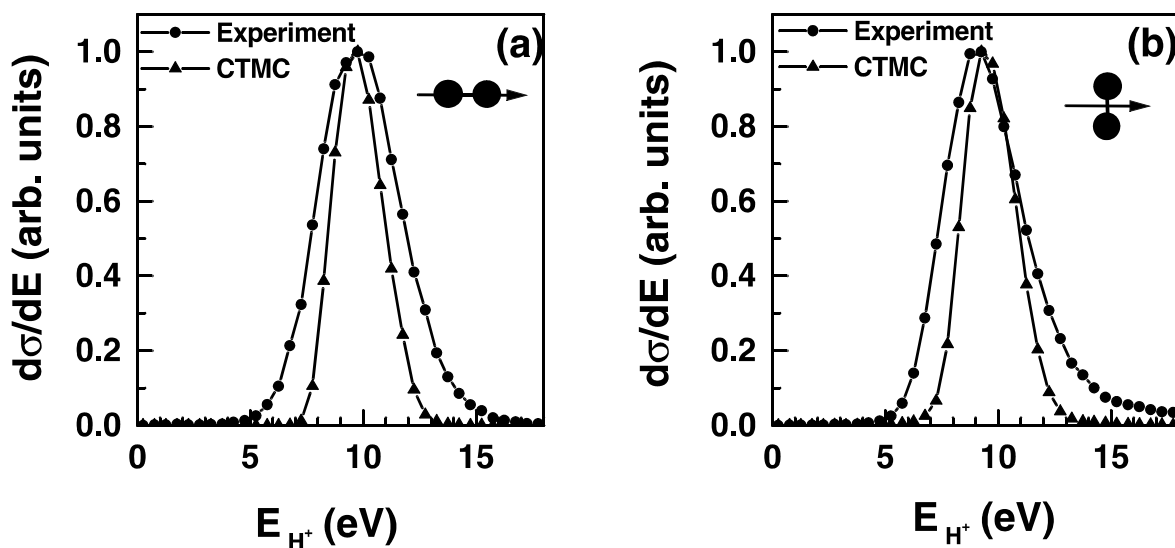 Experiment
CTMC
(a)
dσ/dE (arb. units)
1.0
0.8
0.6
0.4
0.2
0.0
0 5 10 15
E H⁺ (eV)
Experiment
CTMC
(b)
dσ/dE (arb. units)
1.0
0.8
0.6
0.4
0.2
0.0
0 5 10 15
E H⁺ (eV)